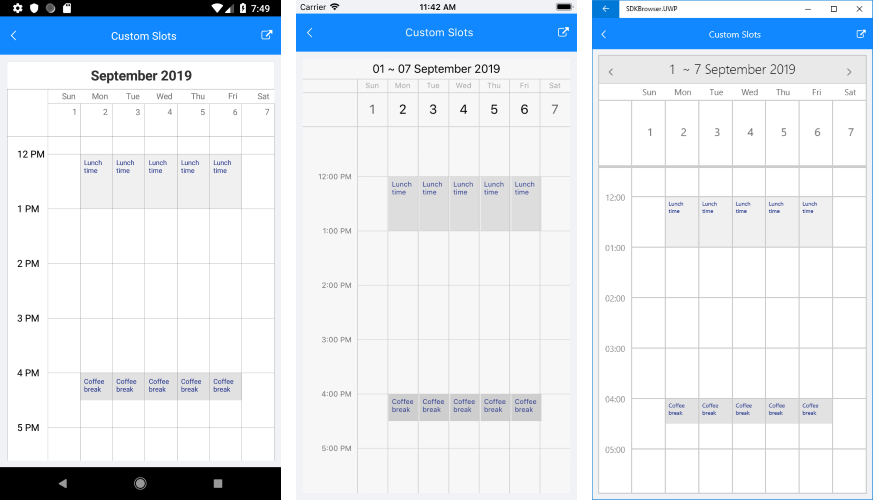 7:49
Custom Slots
September 2019
Sun Mon Tue Wed Thu Fri Sat
1 2 3 4 5 6 7
12 PM
Lunch Lunch Lunch Lunch Lunch
time time time time time
1 PM
2 PM
3 PM
4 PM
Coffee Coffee Coffee Coffee Coffee
break break break break break
5 PM
Carrier 11:42 AM
Custom Slots
01 ~ 07 September 2019
Sun Mon Tue Wed Thu Fri Sat
1 2 3 4 5 6 7
12:00 PM
Lunch Lunch Lunch Lunch Lunch
time time time time time
1:00 PM
2:00 PM
3:00 PM
4:00 PM
Coffee Coffee Coffee Coffee Coffee
break break break break break
5:00 PM
SDKBrowser.UWP
Custom Slots
1 ~ 7 September 2019
Sun Mon Tue Wed Thu Fri Sat
1 2 3 4 5 6 7
12:00
Lunch Lunch Lunch Lunch Lunch
time time time time time
01:00
02:00
03:00
04:00
Coffee Coffee Coffee Coffee Coffee
break break break break break
05:00